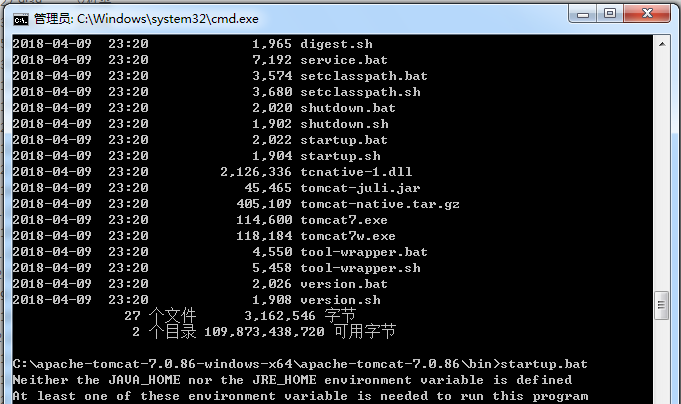 管理员: C:\Windows\system32\cmd.exe
2018-04-09  23:20             1,965 digest.sh
2018-04-09  23:20             7,192 service.bat
2018-04-09  23:20             3,574 setclasspath.bat
2018-04-09  23:20             3,680 setclasspath.sh
2018-04-09  23:20             2,020 shutdown.bat
2018-04-09  23:20             1,902 shutdown.sh
2018-04-09  23:20             2,022 startup.bat
2018-04-09  23:20             1,904 startup.sh
2018-04-09  23:20         2,126,336 tcnative-1.dll
2018-04-09  23:20            45,465 tomcat-juli.jar
2018-04-09  23:20           405,109 tomcat-native.tar.gz
2018-04-09  23:20           114,600 tomcat7.exe
2018-04-09  23:20           118,184 tomcat7w.exe
2018-04-09  23:20             4,550 tool-wrapper.bat
2018-04-09  23:20             5,458 tool-wrapper.sh
2018-04-09  23:20             2,026 version.bat
2018-04-09  23:20             1,908 version.sh
27 个文件      3,162,546 字节
2 个目录 109,873,438,720 可用字节
C:\apache-tomcat-7.0.86-windows-x64\apache-tomcat-7.0.86\bin>startup.bat
Neither the JAVA_HOME nor the JRE_HOME environment variable is defined
At least one of these environment variable is needed to run this program